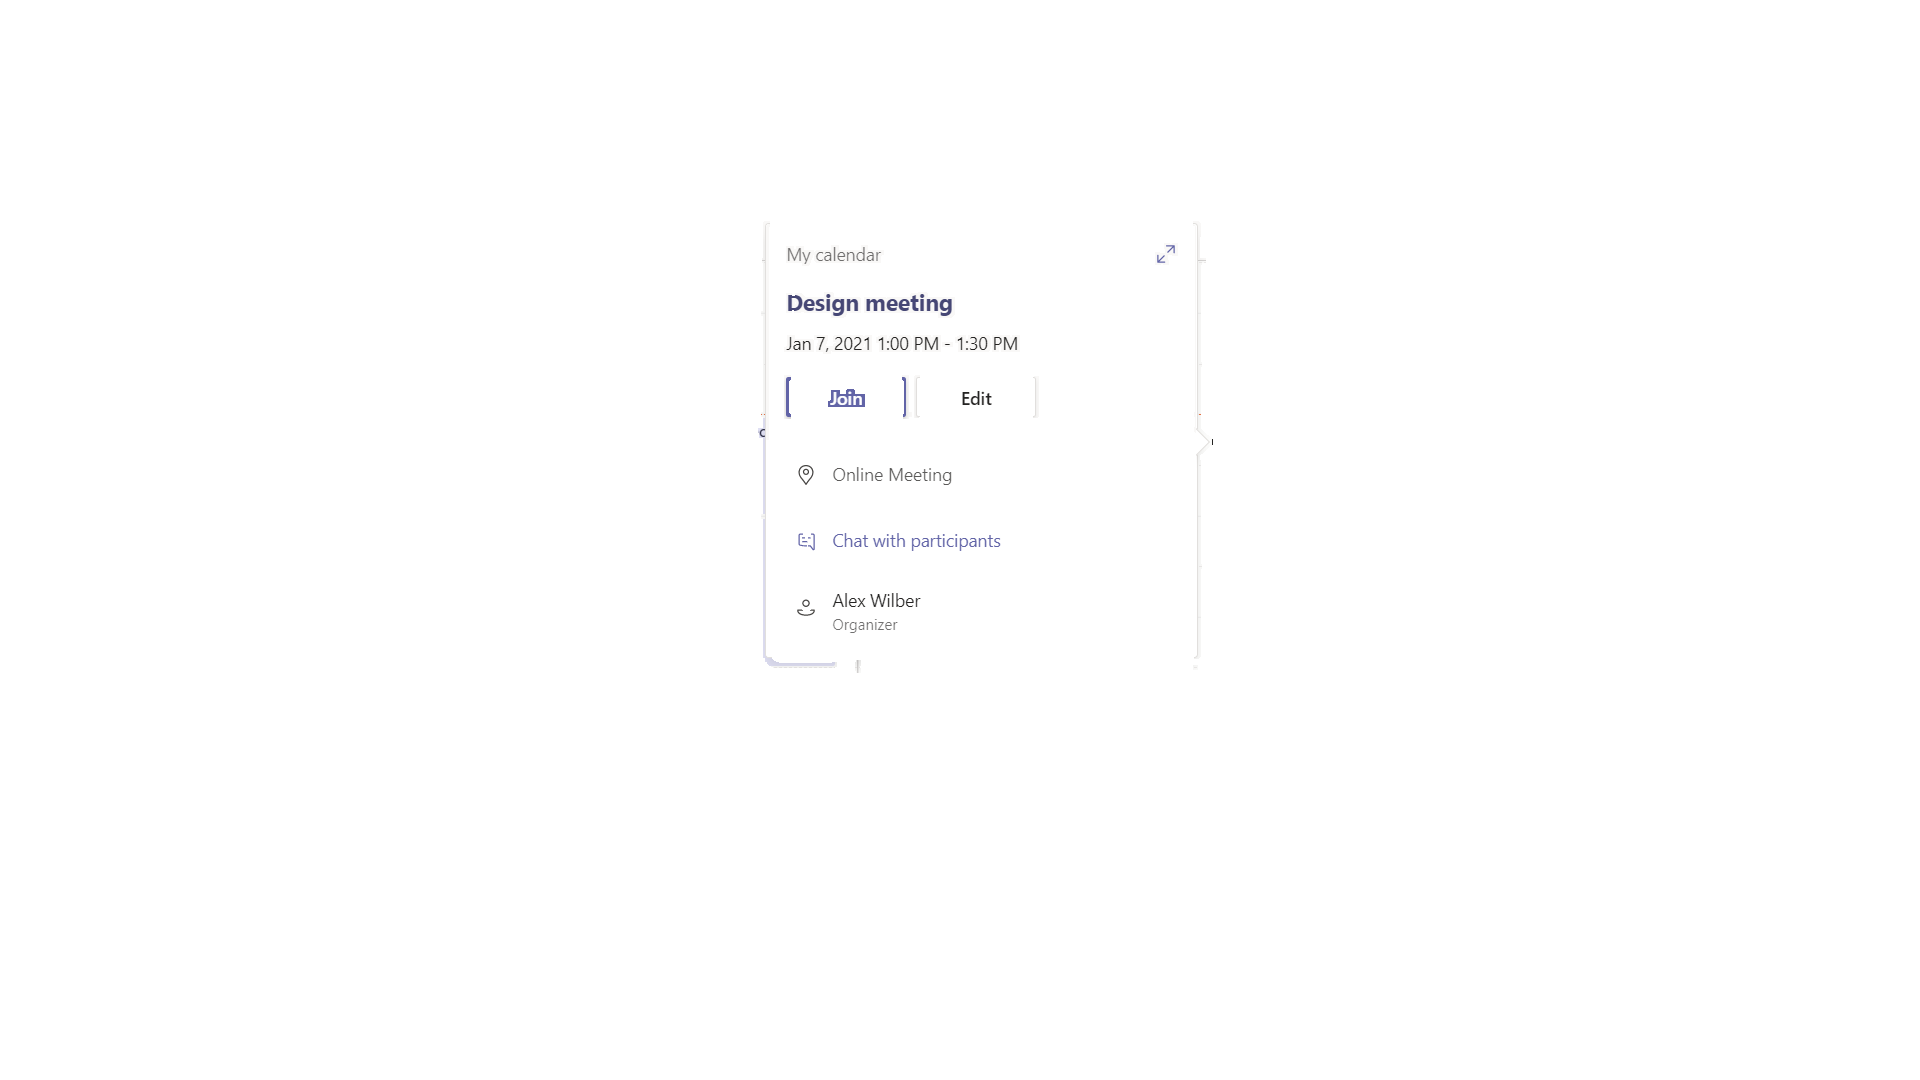 My calendar
Design meeting
Jan 7, 2021 1:00 PM - 1:30 PM
Join
Edit
Online Meeting
Chat with participants
Alex Wilber
Organizer